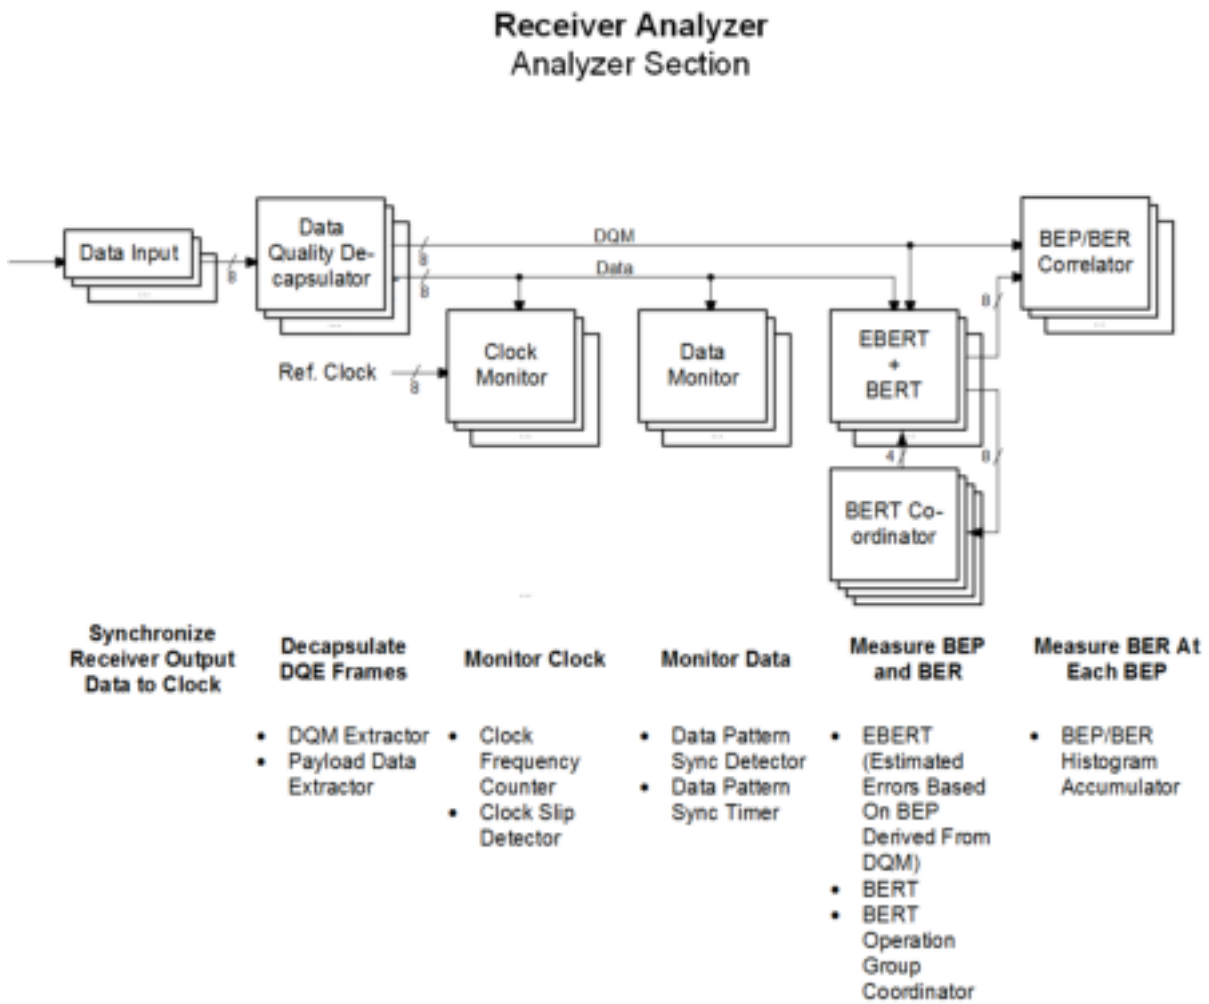 Receiver Analyzer
Analyzer Section
Data Input
...
8
Data
Quality De-
capsulator
...
8
DQM
8
Data
BEP/BER
Correlator
...
Ref. Clock
8
Clock
Monitor
...
Data
Monitor
...
EBERT
+
BERT
...
8
4
8
BERT Co-
ordinator
...
Synchronize
Receiver Output
Data to Clock
Decapsulate
DQE Frames
Monitor Clock
Monitor Data
Measure BEP
and BER
Measure BER At
Each BEP
• DQM Extractor
• Payload Data
Extractor
• Clock
Frequency
Counter
• Clock Slip
Detector
• Data Pattern
Sync Detector
• Data Pattern
Sync Timer
• EBERT
(Estimated
Errors Based
On BEP
Derived From
DQM)
• BERT
• BERT
Operation
Group
Coordinator
• BEP/BER
Histogram
Accumulator